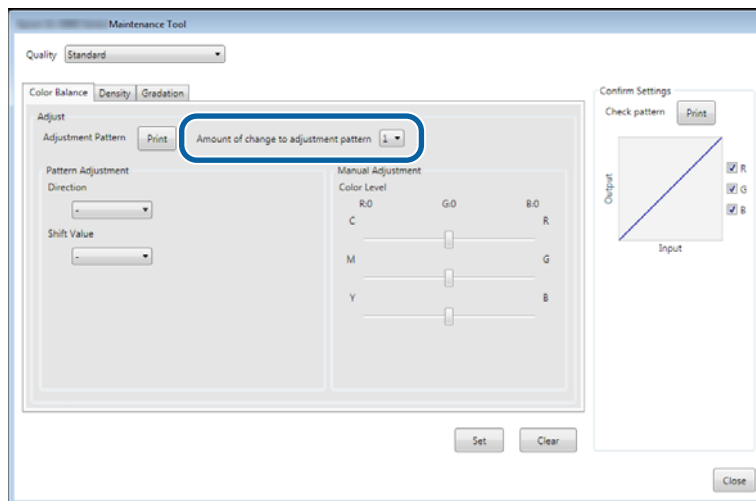 Maintenance Tool
Quality Standard
Color Balance Density Gradation
Adjust
Adjustment Pattern Print Amount of change to adjustment pattern 1
Pattern Adjustment
Direction
-
Shift Value
-
Manual Adjustment
Color Level
R:0 G:0 B:0
C R
M G
Y B
Confirm Settings
Check pattern Print
Output
Input
R
G
B
Set Clear
Close